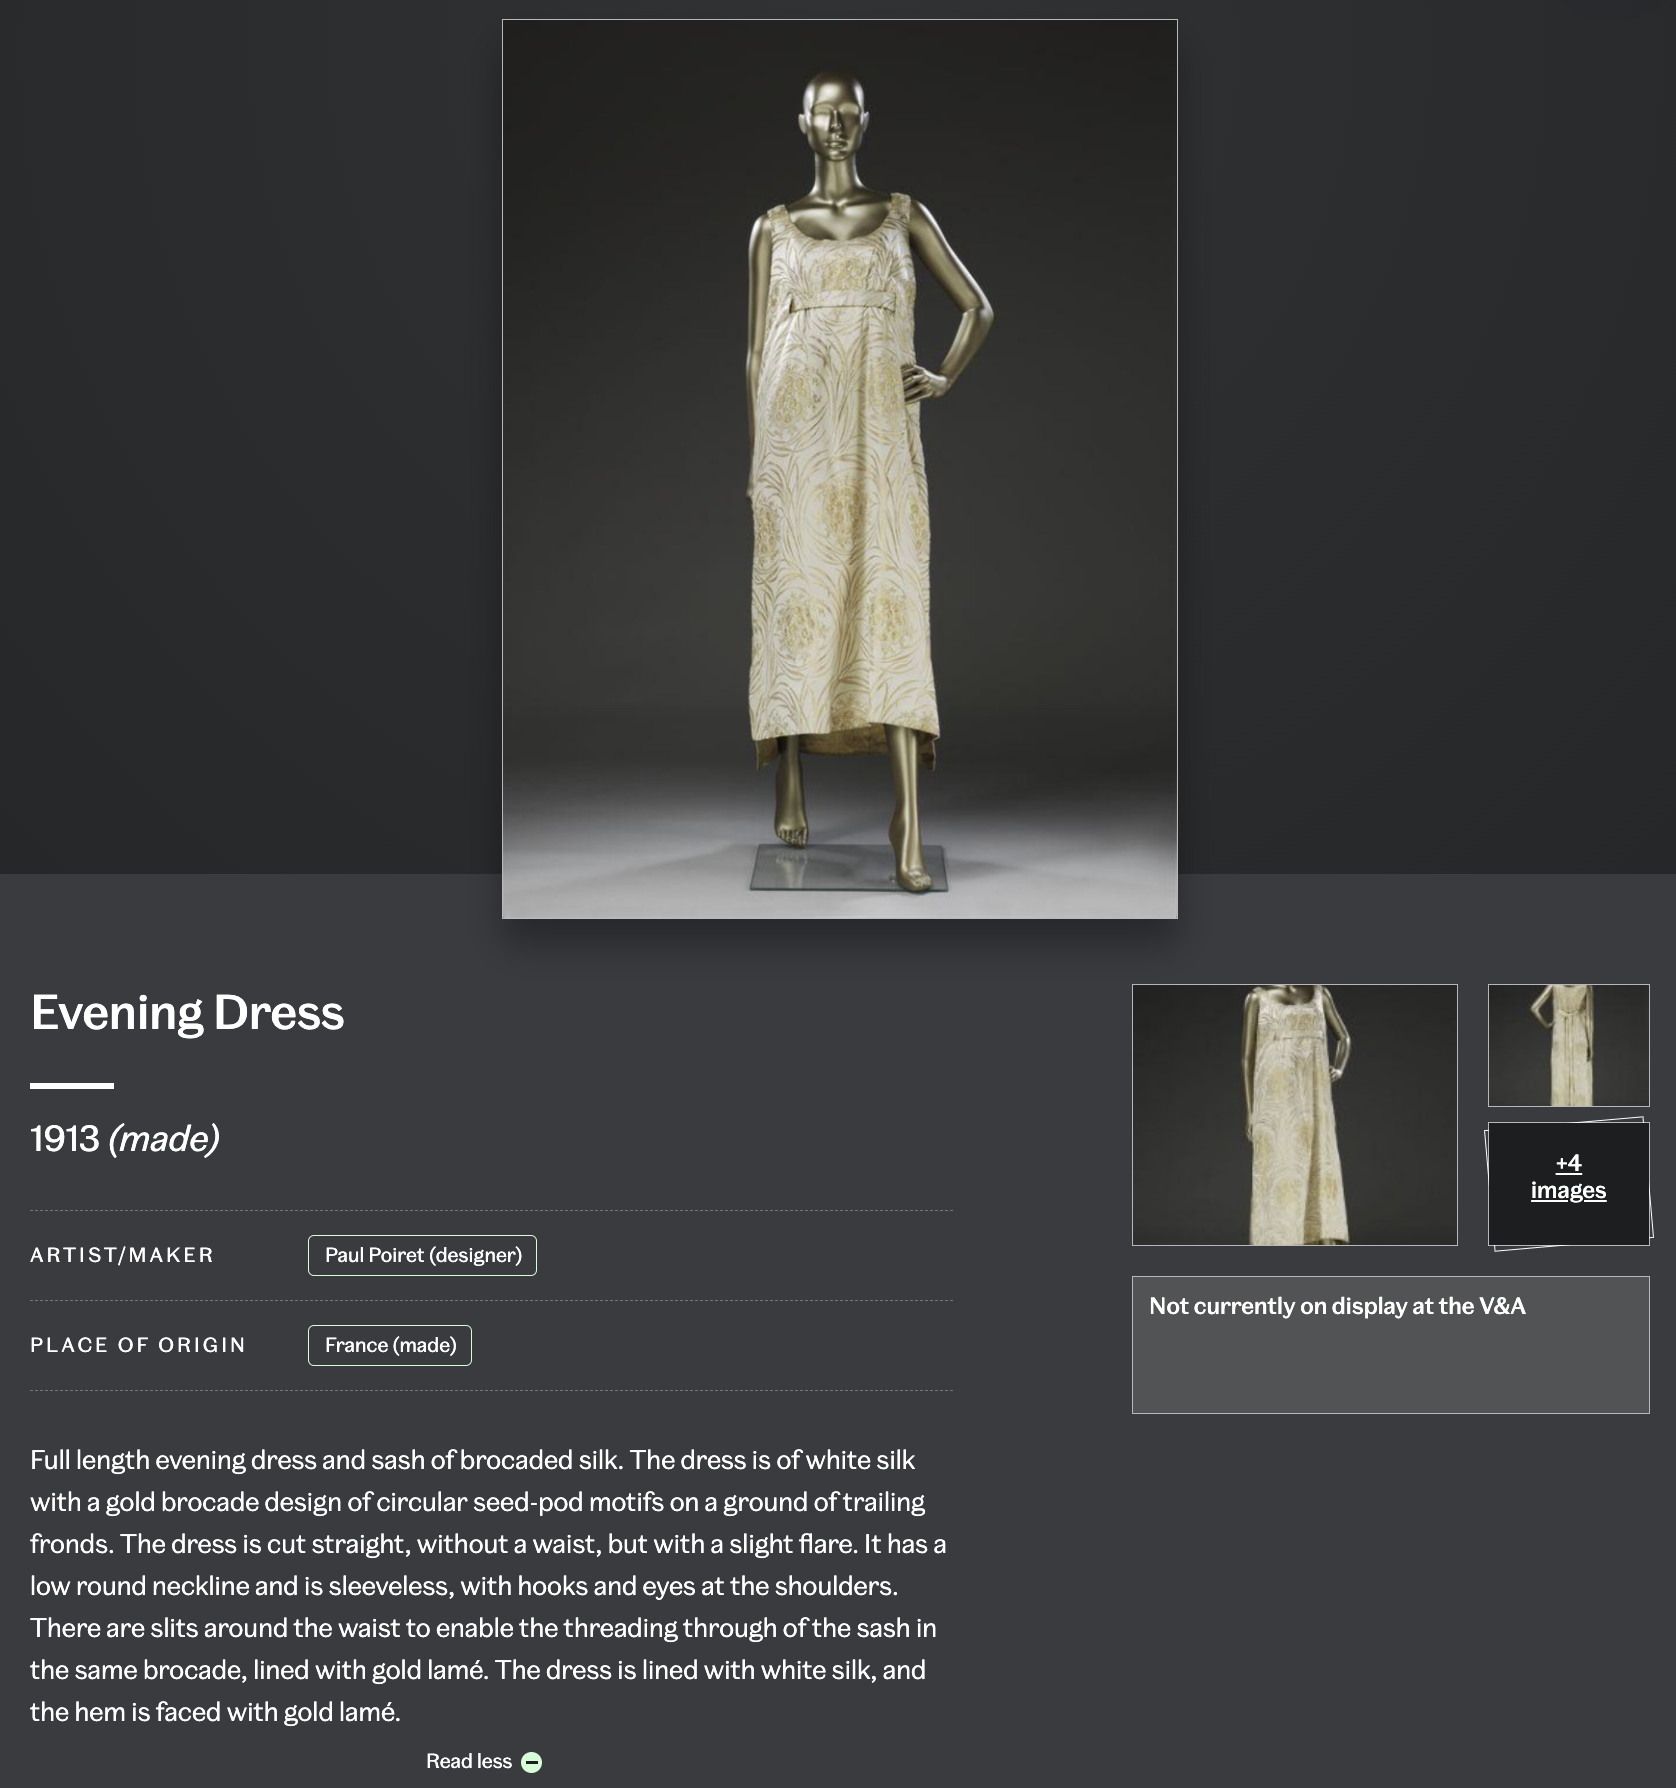 Evening Dress
1913 (made)
ARTIST/MAKER
Paul Poiret (designer)
PLACE OF ORIGIN
France (made)
Full length evening dress and sash of brocaded silk. The dress is of white silk
with a gold brocade design of circular seed-pod motifs on a ground of trailing
fronds. The dress is cut straight, without a waist, but with a slight flare. It has a
low round neckline and is sleeveless, with hooks and eyes at the shoulders.
There are slits around the waist to enable the threading through of the sash in
the same brocade, lined with gold lamé. The dress is lined with white silk, and
the hem is faced with gold lamé.
Read less
+4
images
Not currently on display at the V&A